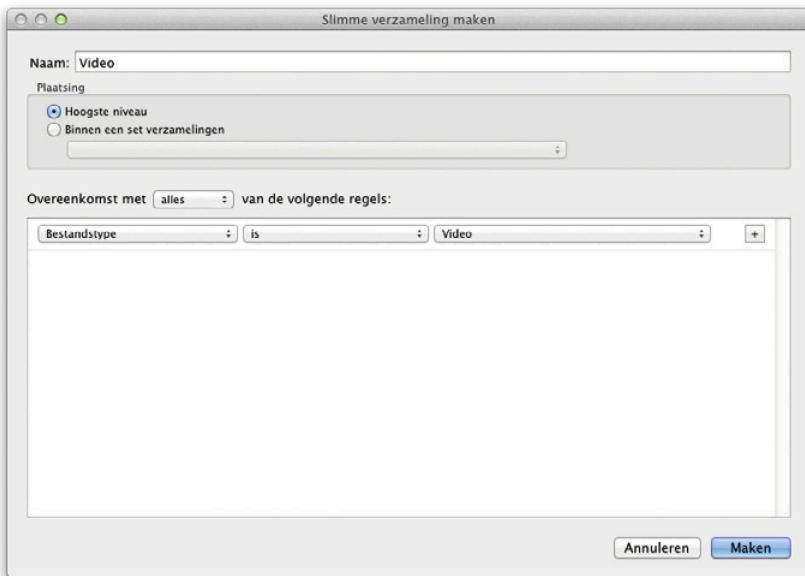 Slimme verzameling maken
Naam: Video
Plaatsing
Hoogste niveau
Binnen een set verzamelingen
Overeenkomst met alles van de volgende regels:
Bestandstype is Video +
Annuleren Maken